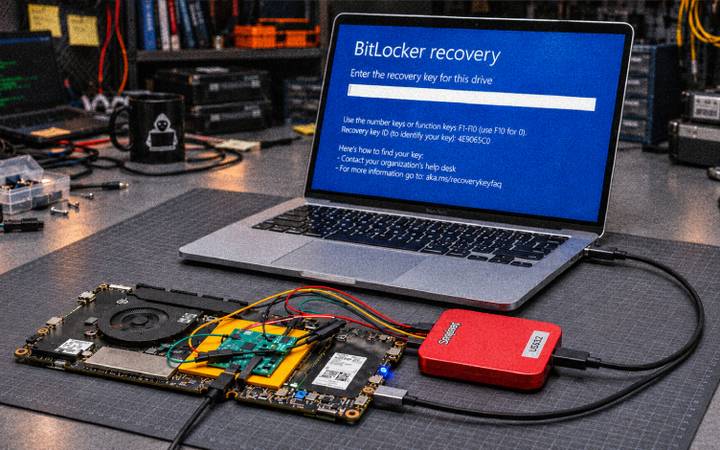 BitLocker recovery
Enter the recovery key for this drive
Use the number keys or function keys F1-F10 (use F10 for 0).
Recovery key ID (to identify your key): 4E9065C0
Here's how to find your key:
- Contact your organization's help desk
- For more information go to: aka.ms/recoverykeyfaq